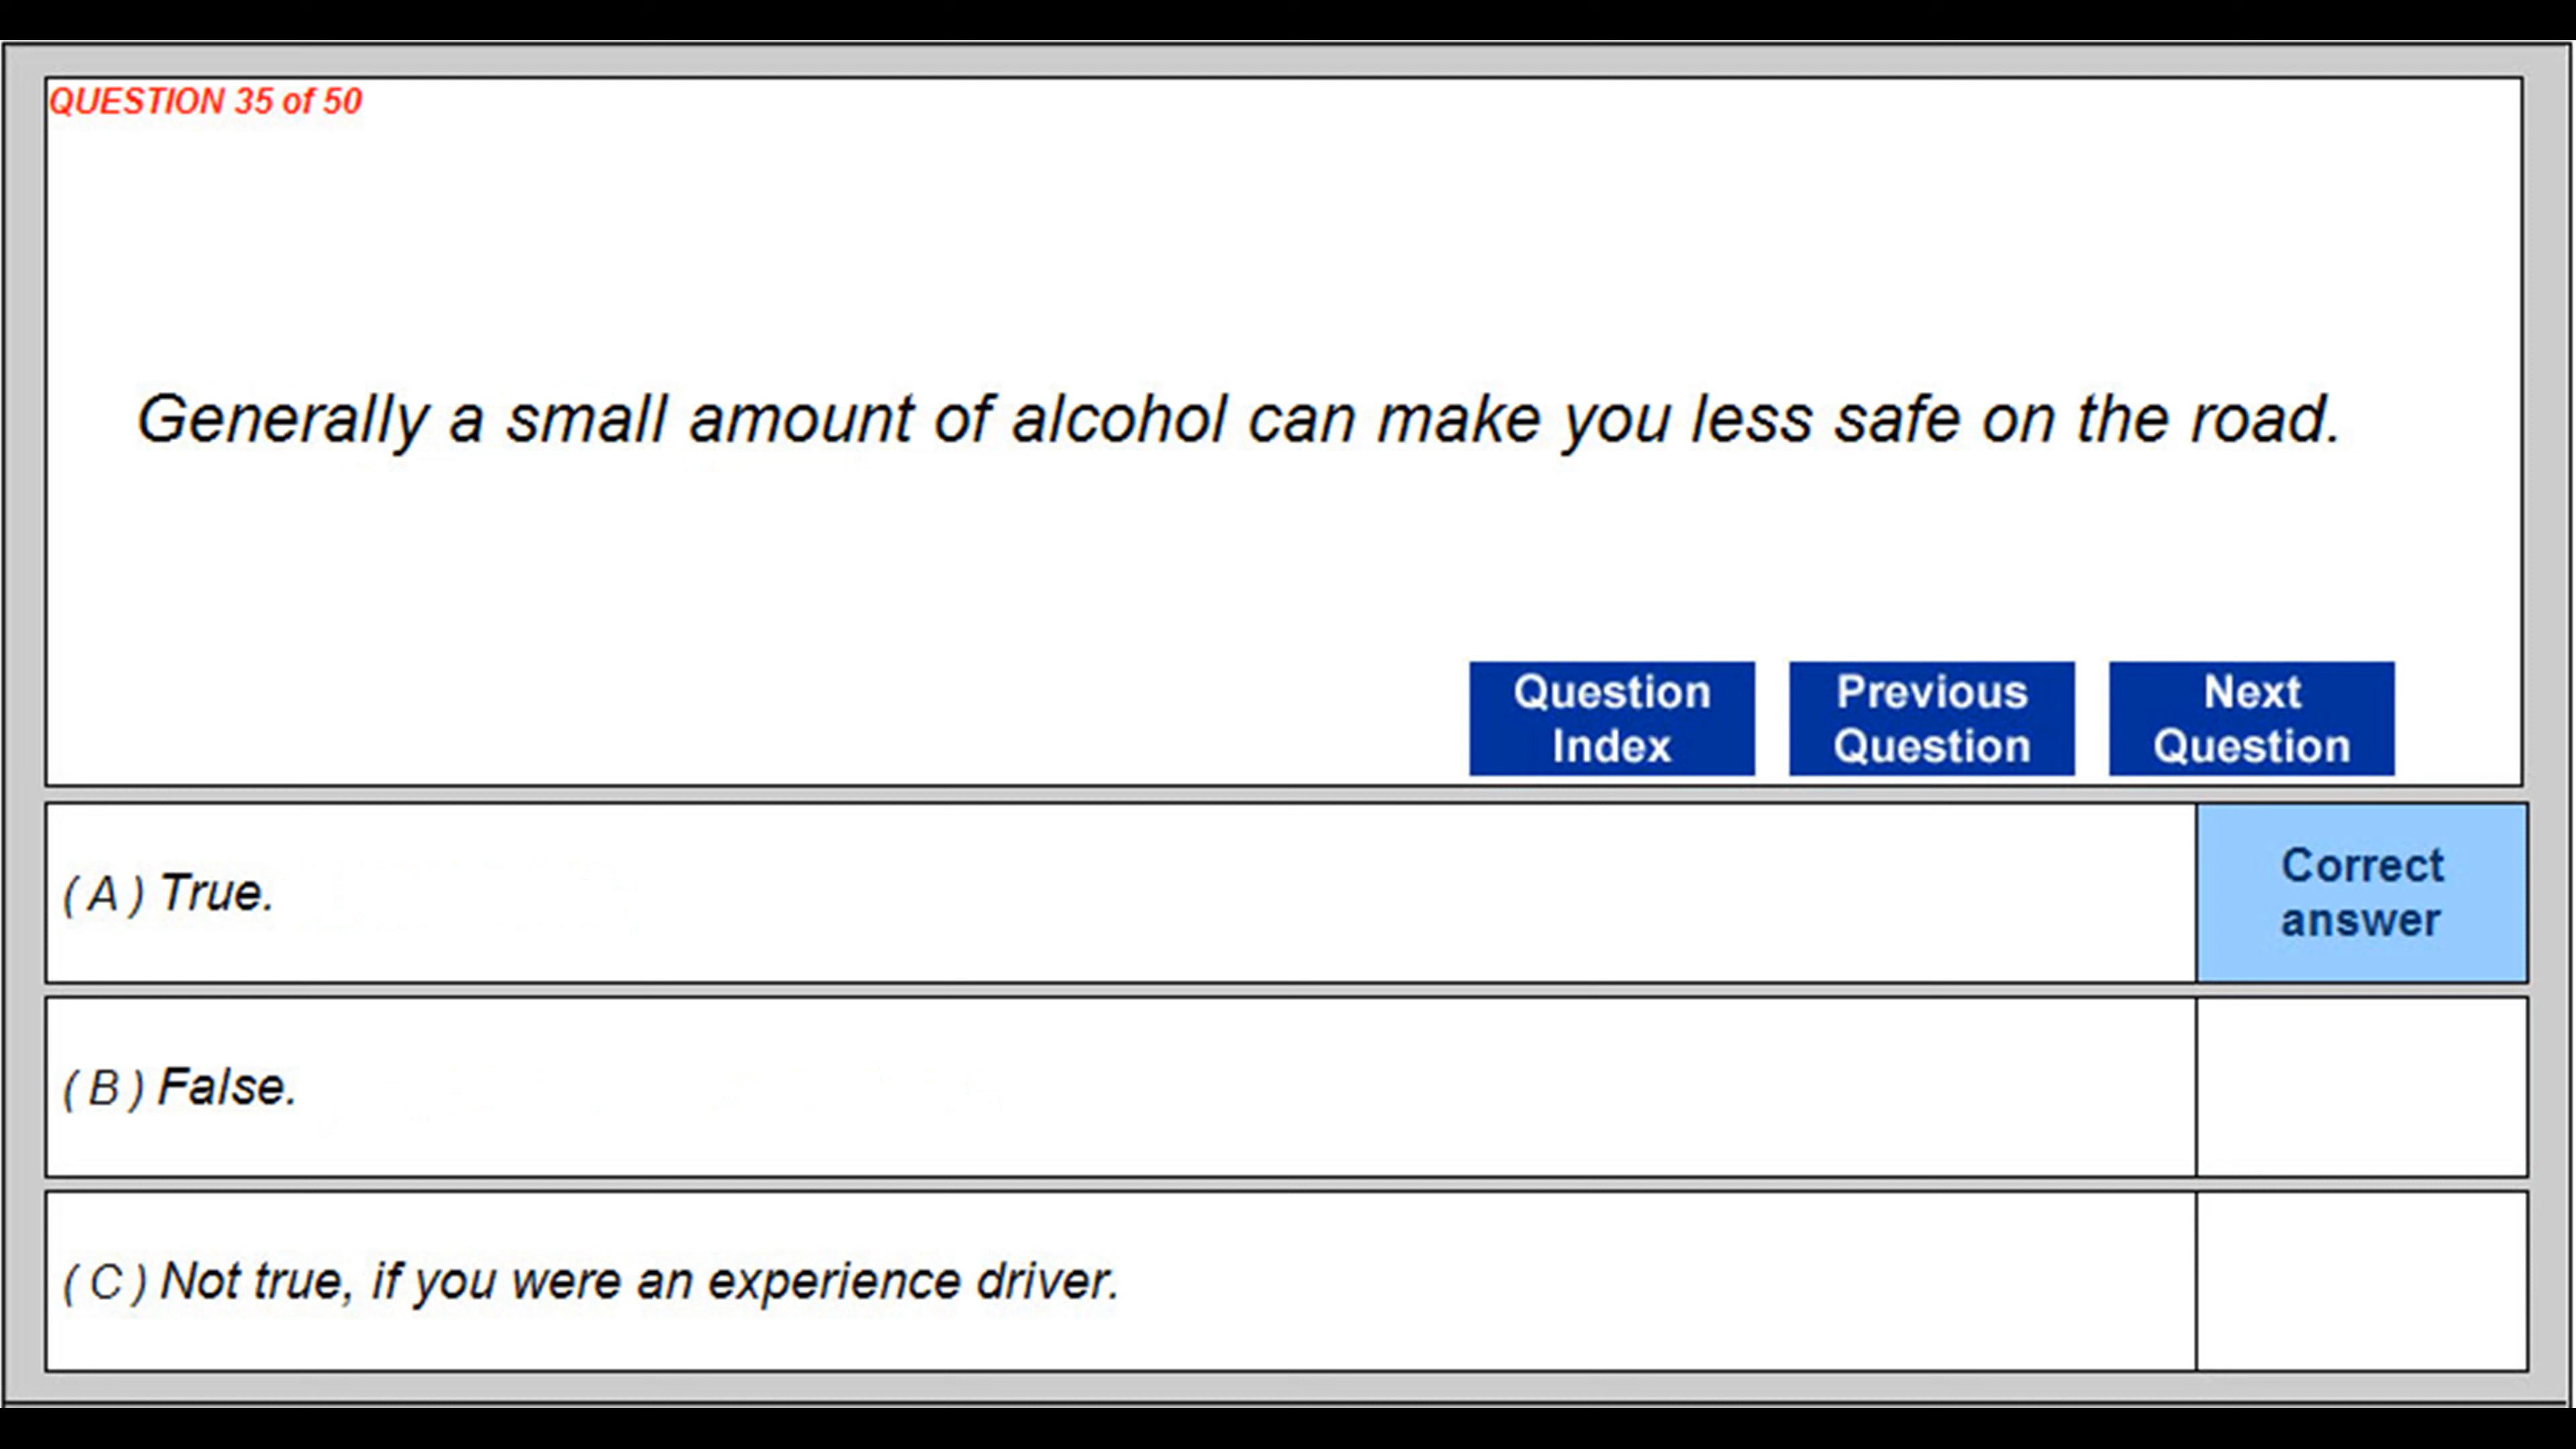 QUESTION 35 of 50
Generally a small amount of alcohol can make you less safe on the road.
Question Index
Previous Question
Next Question
( A ) True.
Correct answer
( B ) False.
( C ) Not true, if you were an experience driver.